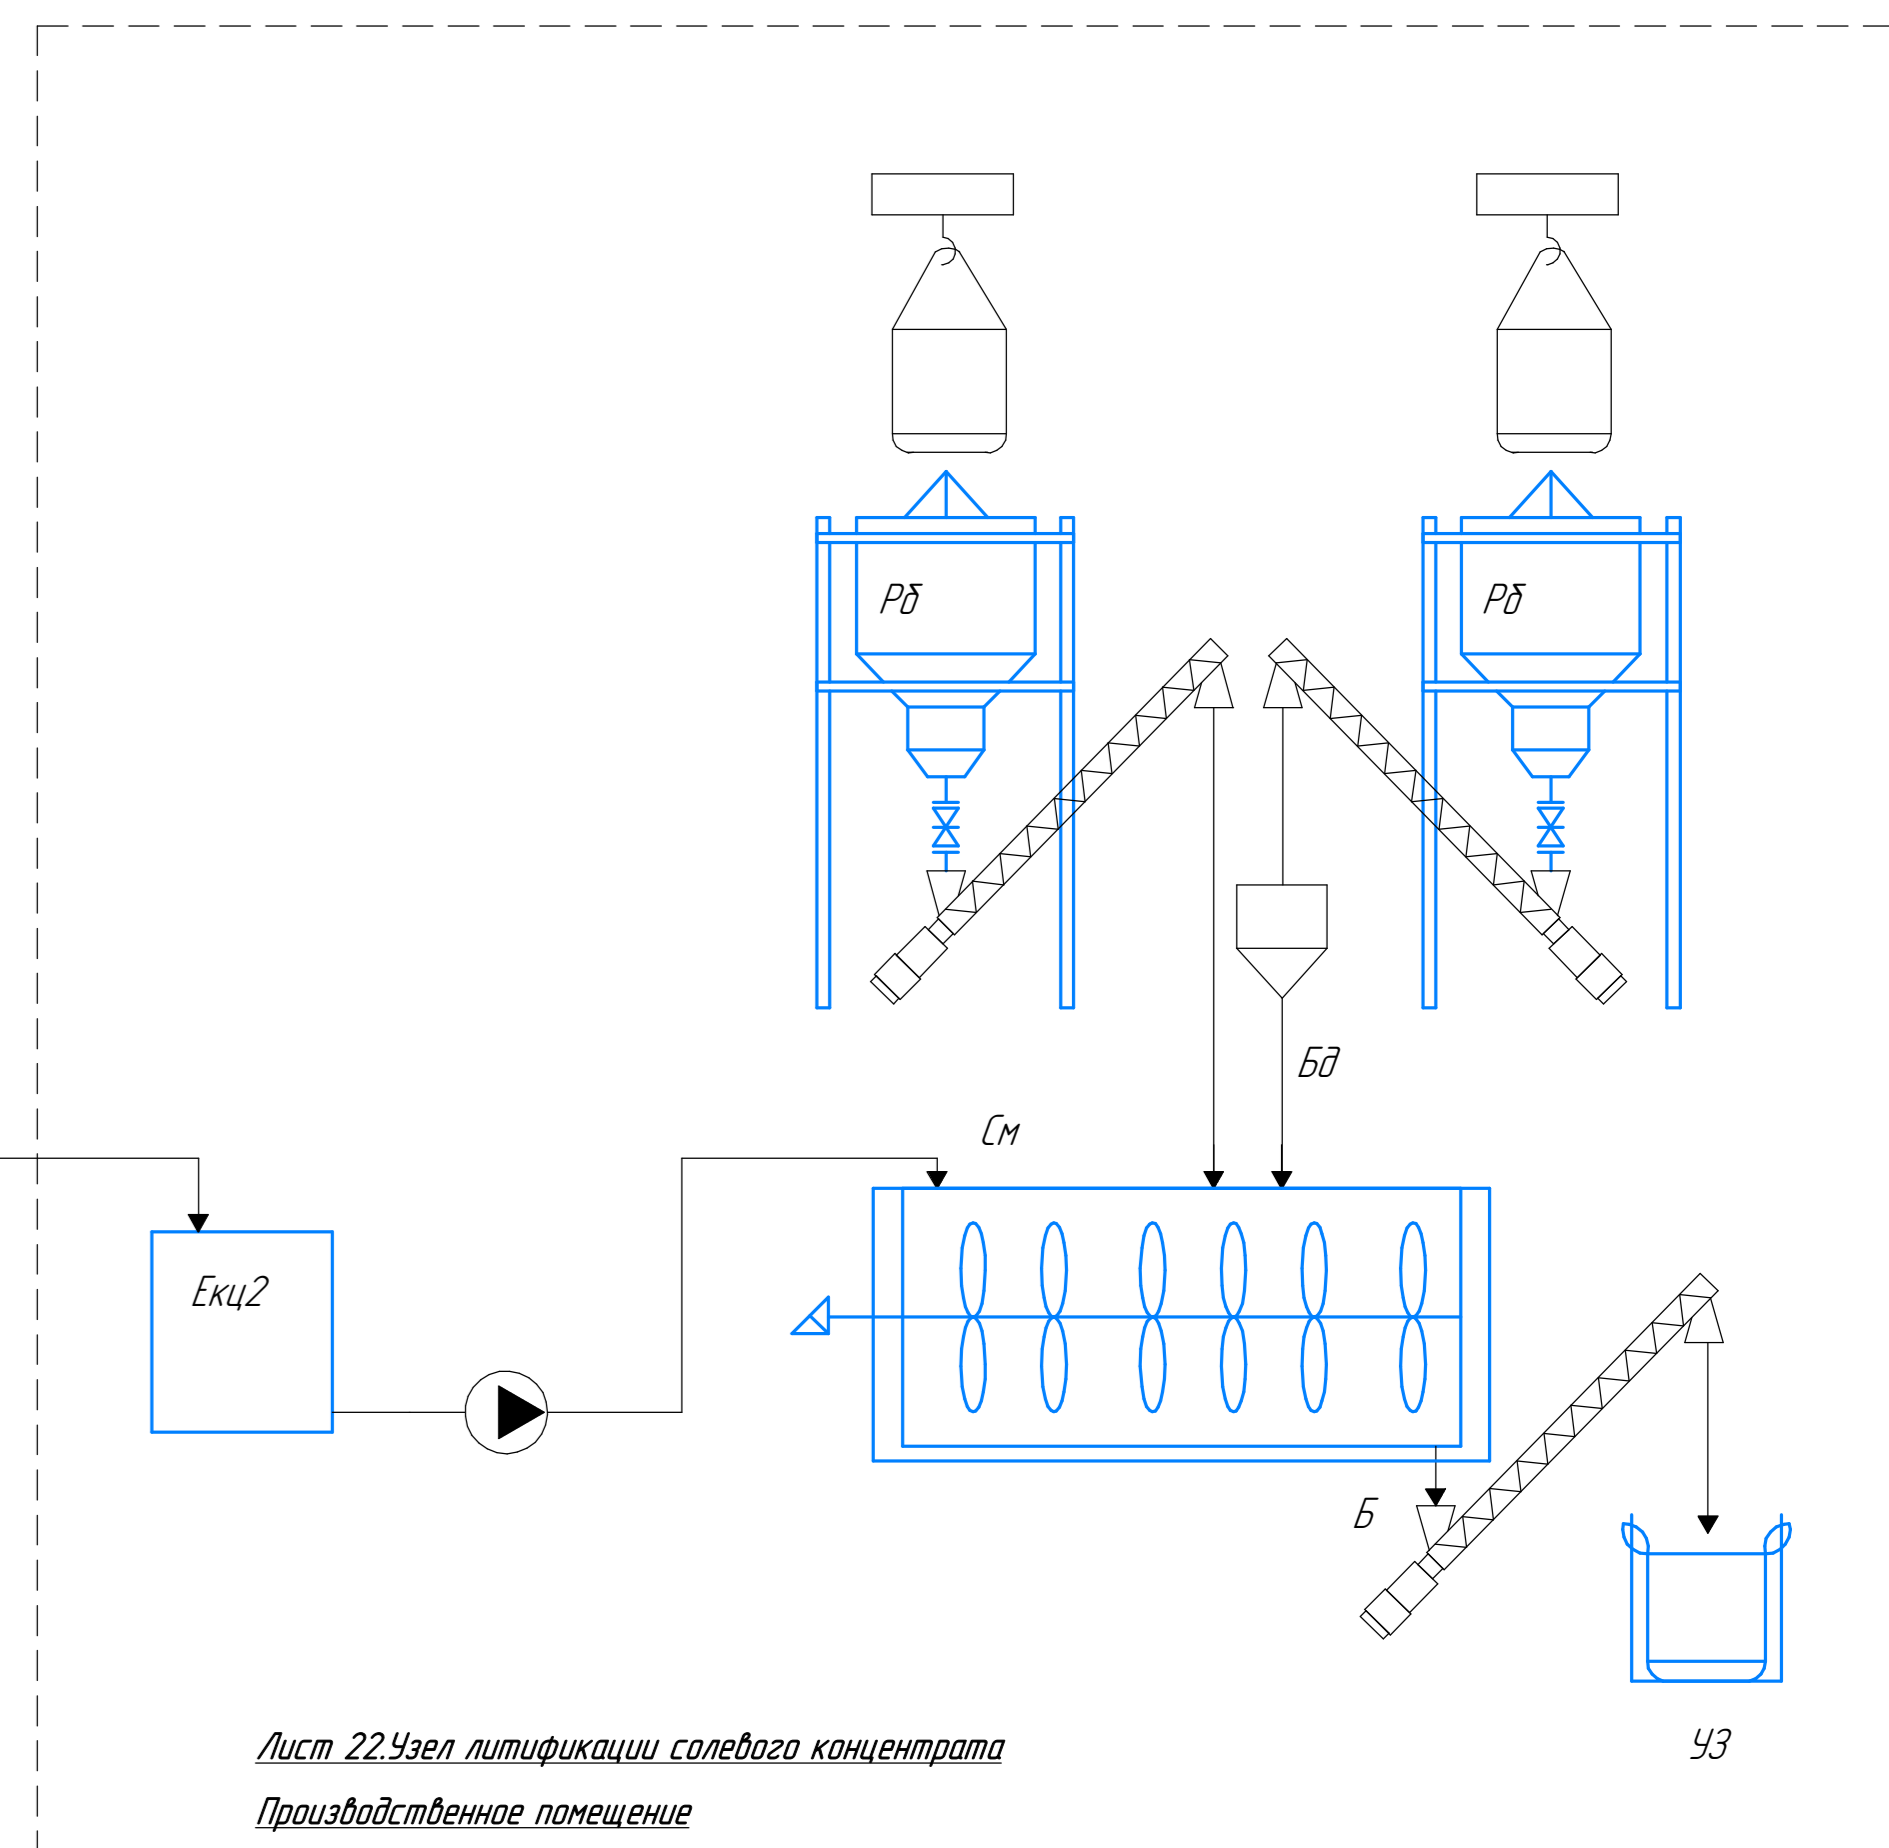 Рб
Рб
Бд
См
Екц2
Б
УЗ
Лист 22.Узел литификации солевого концентрата
Производственное помещение